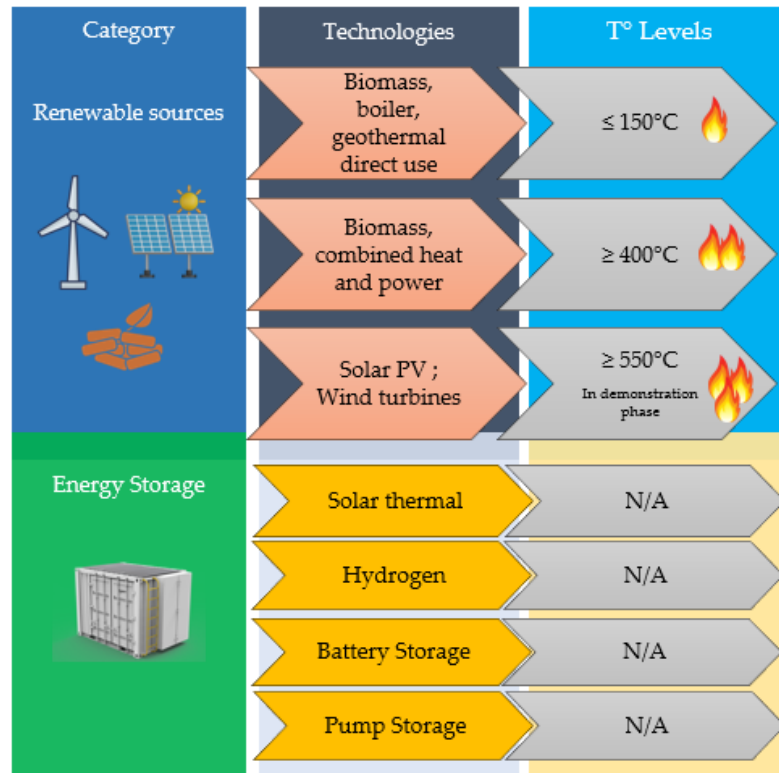 Category
Technologies
T° Levels
Renewable sources
Biomass,
boiler,
geothermal
direct use
≤ 150°C
Biomass,
combined heat
and power
≥ 400°C
Solar PV ;
Wind turbines
≥ 550°C
In demonstration
phase
Energy Storage
Solar thermal
N/A
Hydrogen
N/A
Battery Storage
N/A
Pump Storage
N/A